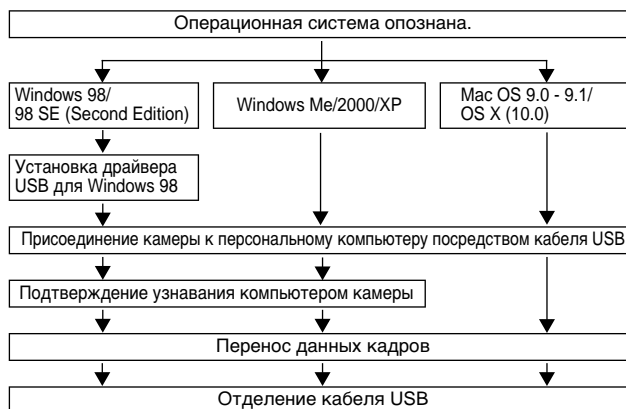 Операционная система опознана.
Windows 98/
98 SE (Second Edition)
Windows Me/2000/XP
Mac OS 9.0 - 9.1/
OS X (10.0)
Установка драйвера
USB для Windows 98
Присоединение камеры к персональному компьютеру посредством кабеля USB
Подтверждение узнавания компьютером камеры
Перенос данных кадров
Отделение кабеля USB